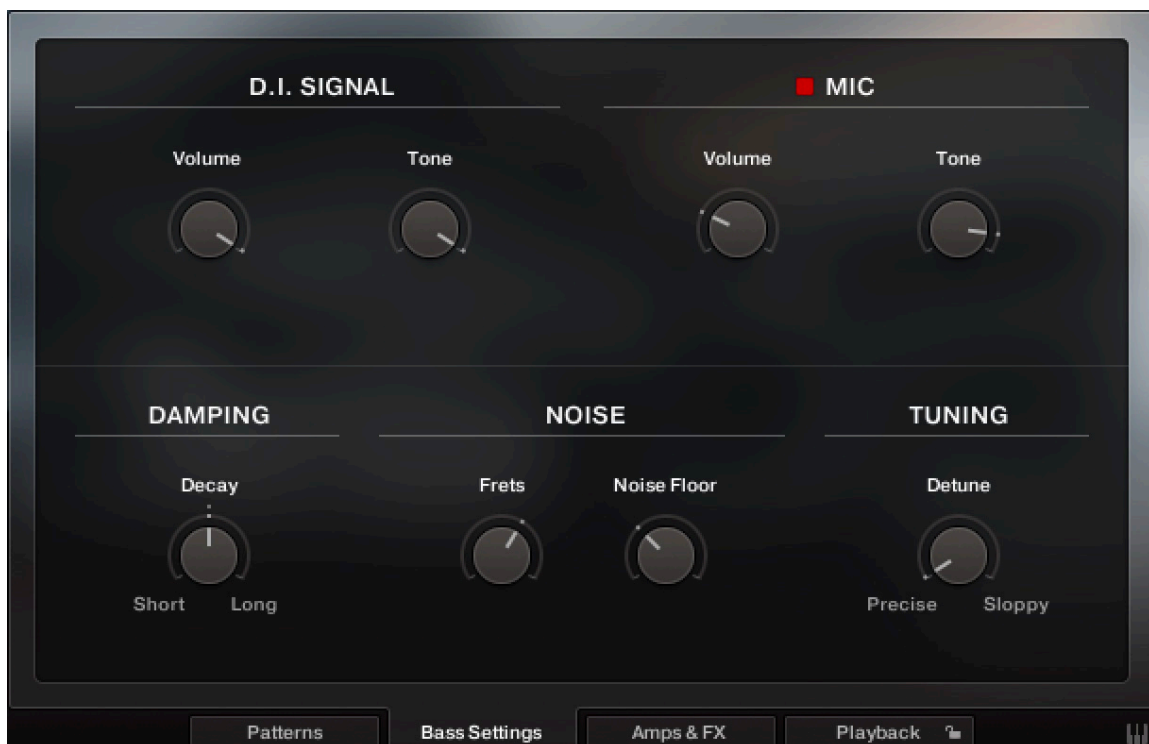 D.I. SIGNAL
MIC
Volume
Tone
Volume
Tone
DAMPING
NOISE
TUNING
Decay
Frets
Noise Floor
Detune
Short
Long
Precise
Sloppy
Patterns
Bass Settings
Amps & FX
Playback